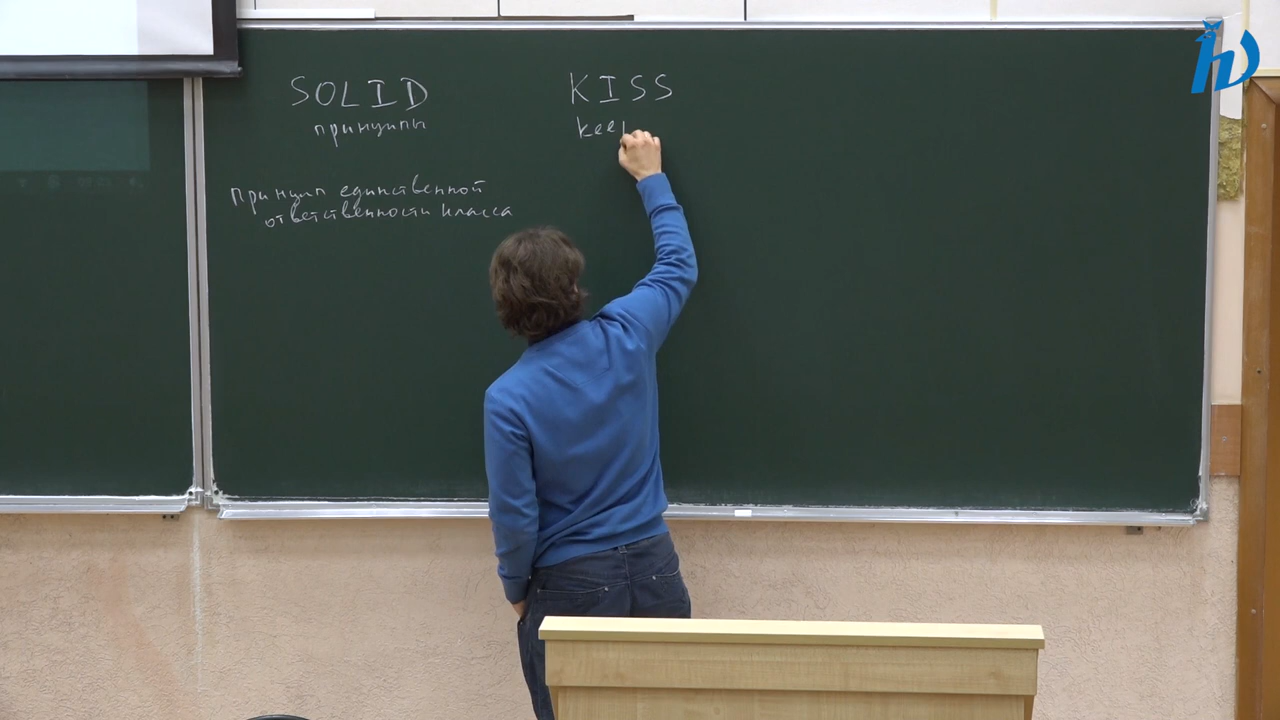 SOLID
принципы
принцип единственной
ответственности класса
KISS
keep